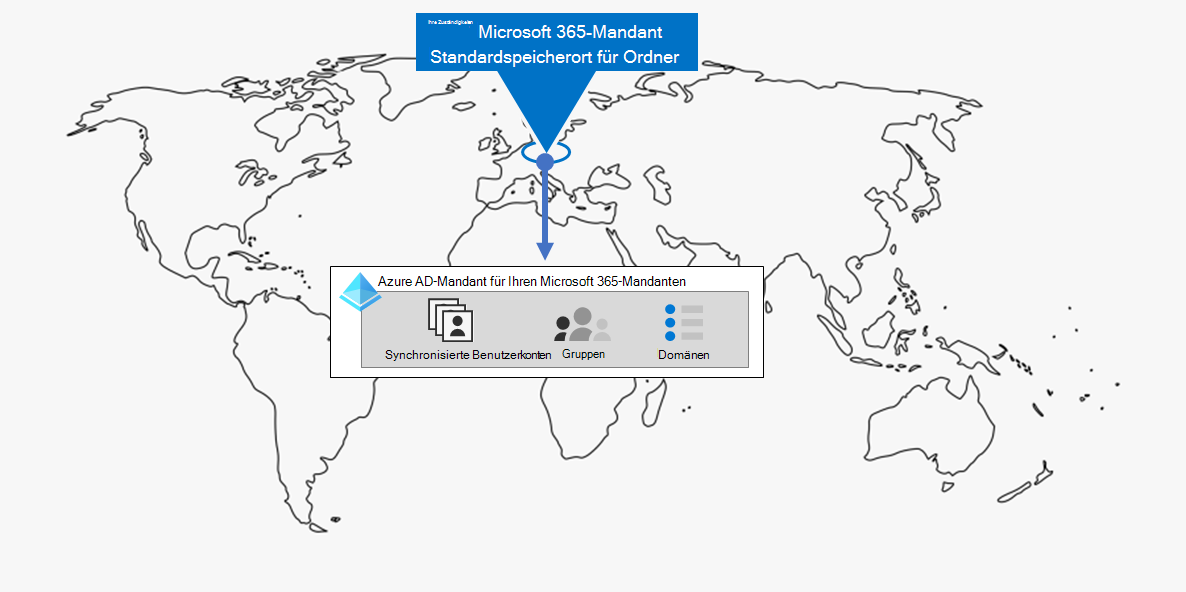 Ihre Zuständigkeiten
Microsoft 365-Mandant
Standardspeicherort für Ordner
Azure AD-Mandant für Ihren Microsoft 365-Mandanten
Synchronisierte Benutzerkonten
Gruppen
Domänen